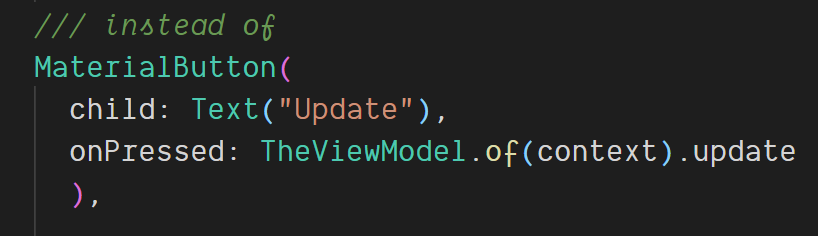 /// instead of
MaterialButton(
child: Text("Update"),
onPressed: TheViewModel.of(context).update
),